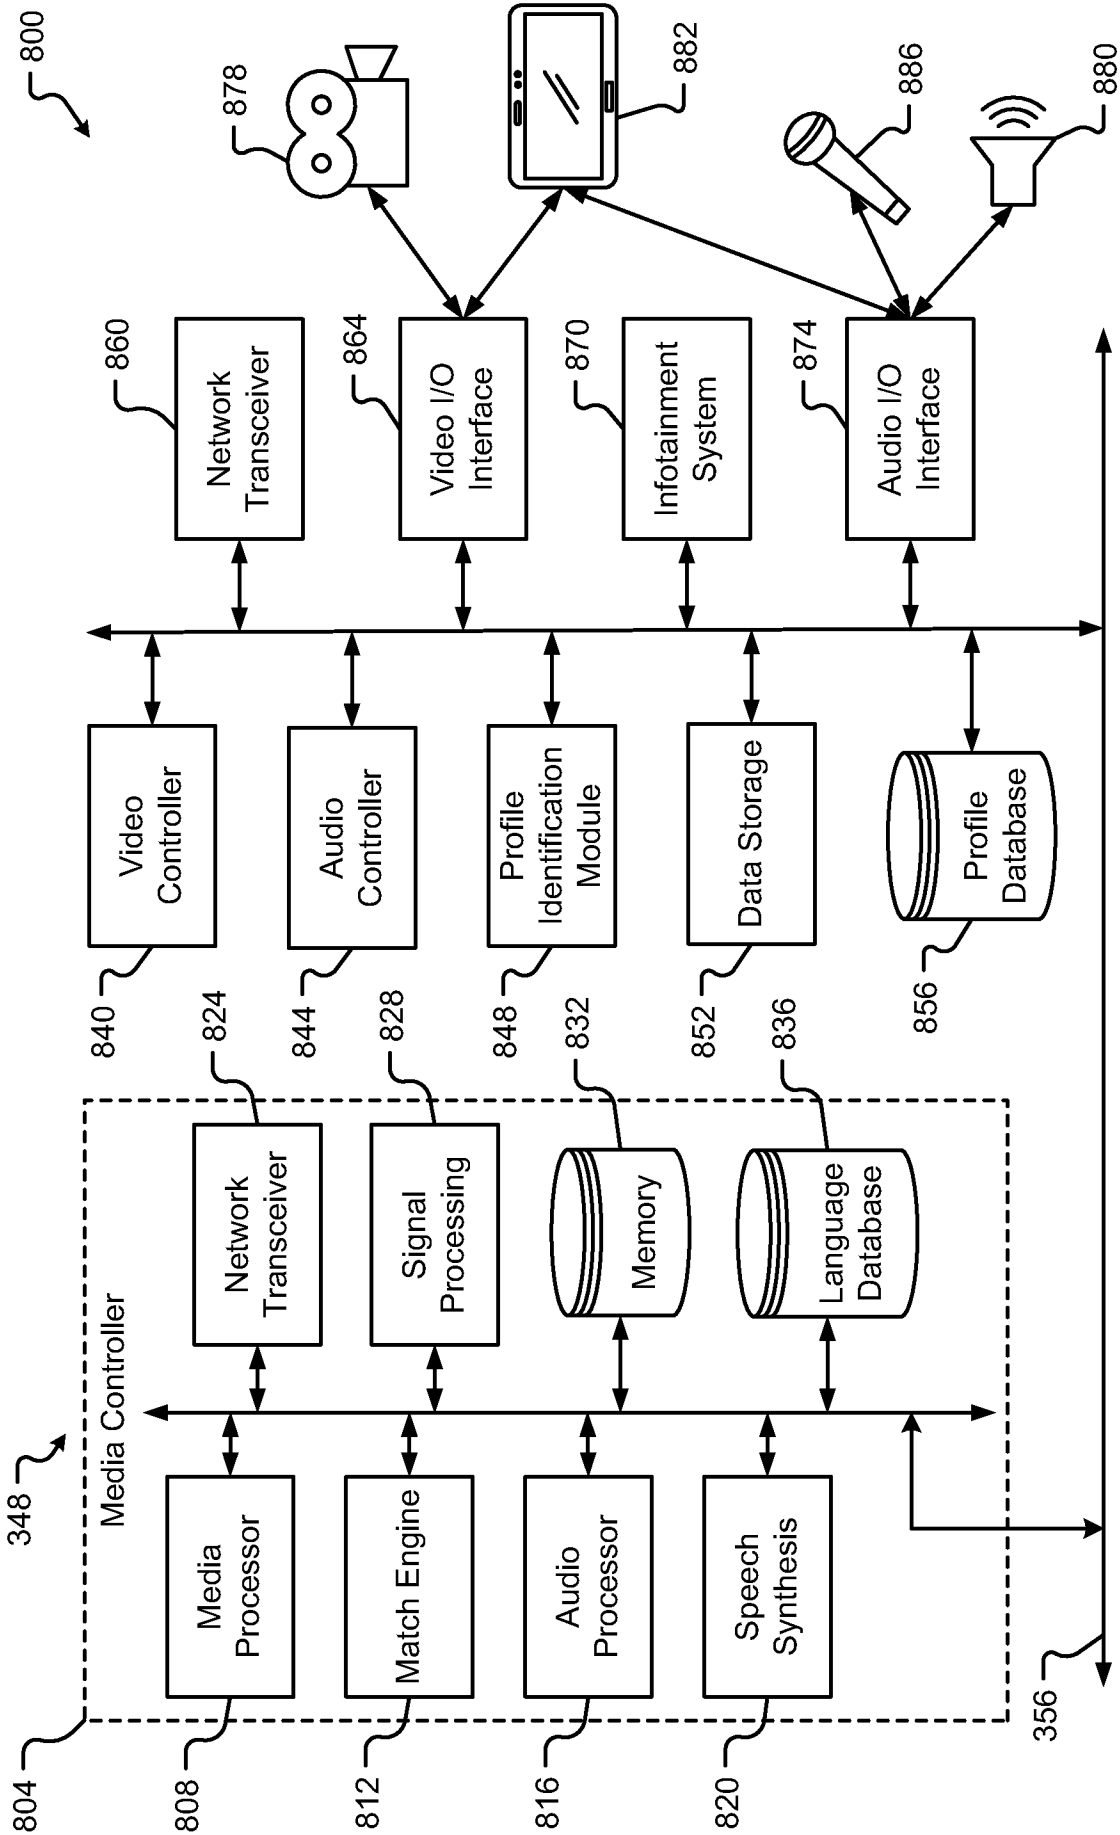 800
348
804
Media Controller
808
Media
Processor
812
Match Engine
816
Audio
Processor
820
Speech
Synthesis
824
Network
Transceiver
828
Signal
Processing
832
Memory
836
Language
Database
840
Video
Controller
844
Audio
Controller
848
Profile
Identification
Module
852
Data Storage
856
Profile
Database
860
Network
Transceiver
864
Video I/O
Interface
870
Infotainment
System
874
Audio I/O
Interface
878
882
886
880
356